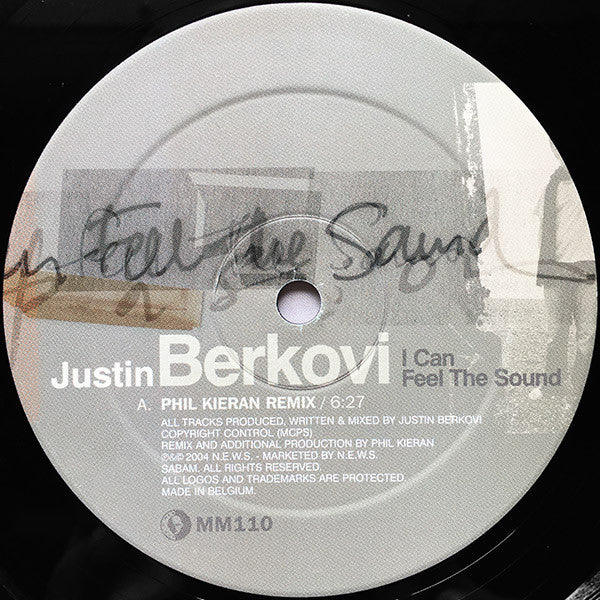 Feel The Sound
Justin Berkovi I Can
Feel The Sound
A. PHIL KIERAN REMIX / 6:27
ALL TRACKS PRODUCED, WRITTEN & MIXED BY JUSTIN BERKOVI
COPYRIGHT CONTROL (MCPS)
REMIX AND ADDITIONAL PRODUCTION BY PHIL KIERAN
℗&© 2004 N.E.W.S. - MARKETED BY N.E.W.S.
SABAM. ALL RIGHTS RESERVED.
ALL LOGOS AND TRADEMARKS ARE PROTECTED.
MADE IN BELGIUM.
MM110